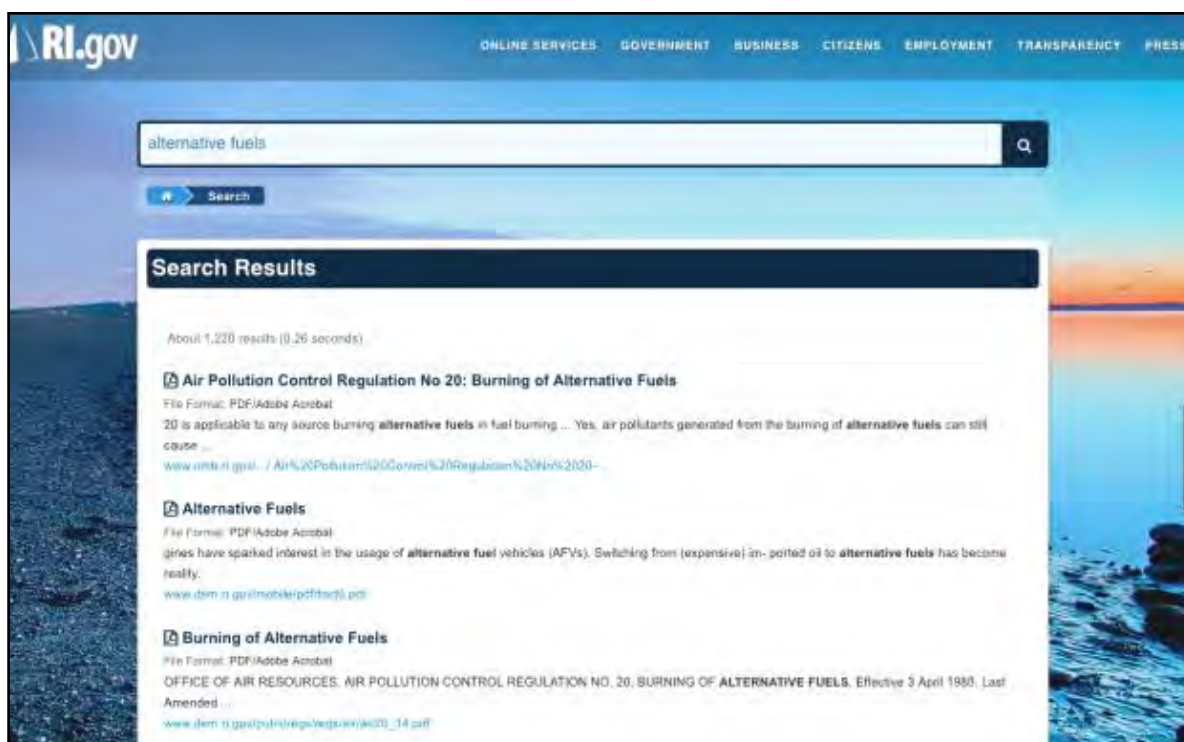 RI.gov
ONLINE SERVICES GOVERNMENT BUSINESS CITIZENS EMPLOYMENT TRANSPARENCY PRESS
alternative fuels
Search
Search Results
About 1,220 results (0.26 seconds)
Air Pollution Control Regulation No 20: Burning of Alternative Fuels
File Format: PDF/Adobe Acrobat
20 is applicable to any source burning alternative fuels in fuel burning ... Yes, air pollutants generated from the burning of alternative fuels can still
cause ...
Alternative Fuels
File Format: PDF/Adobe Acrobat
gines have sparked interest in the usage of alternative fuel vehicles (AFVs). Switching from (expensive) im- ported oil to alternative fuels has become
reality.
Burning of Alternative Fuels
File Format: PDF/Adobe Acrobat
OFFICE OF AIR RESOURCES. AIR POLLUTION CONTROL REGULATION NO. 20. BURNING OF ALTERNATIVE FUELS. Effective 3 April 1980. Last
Amended ...